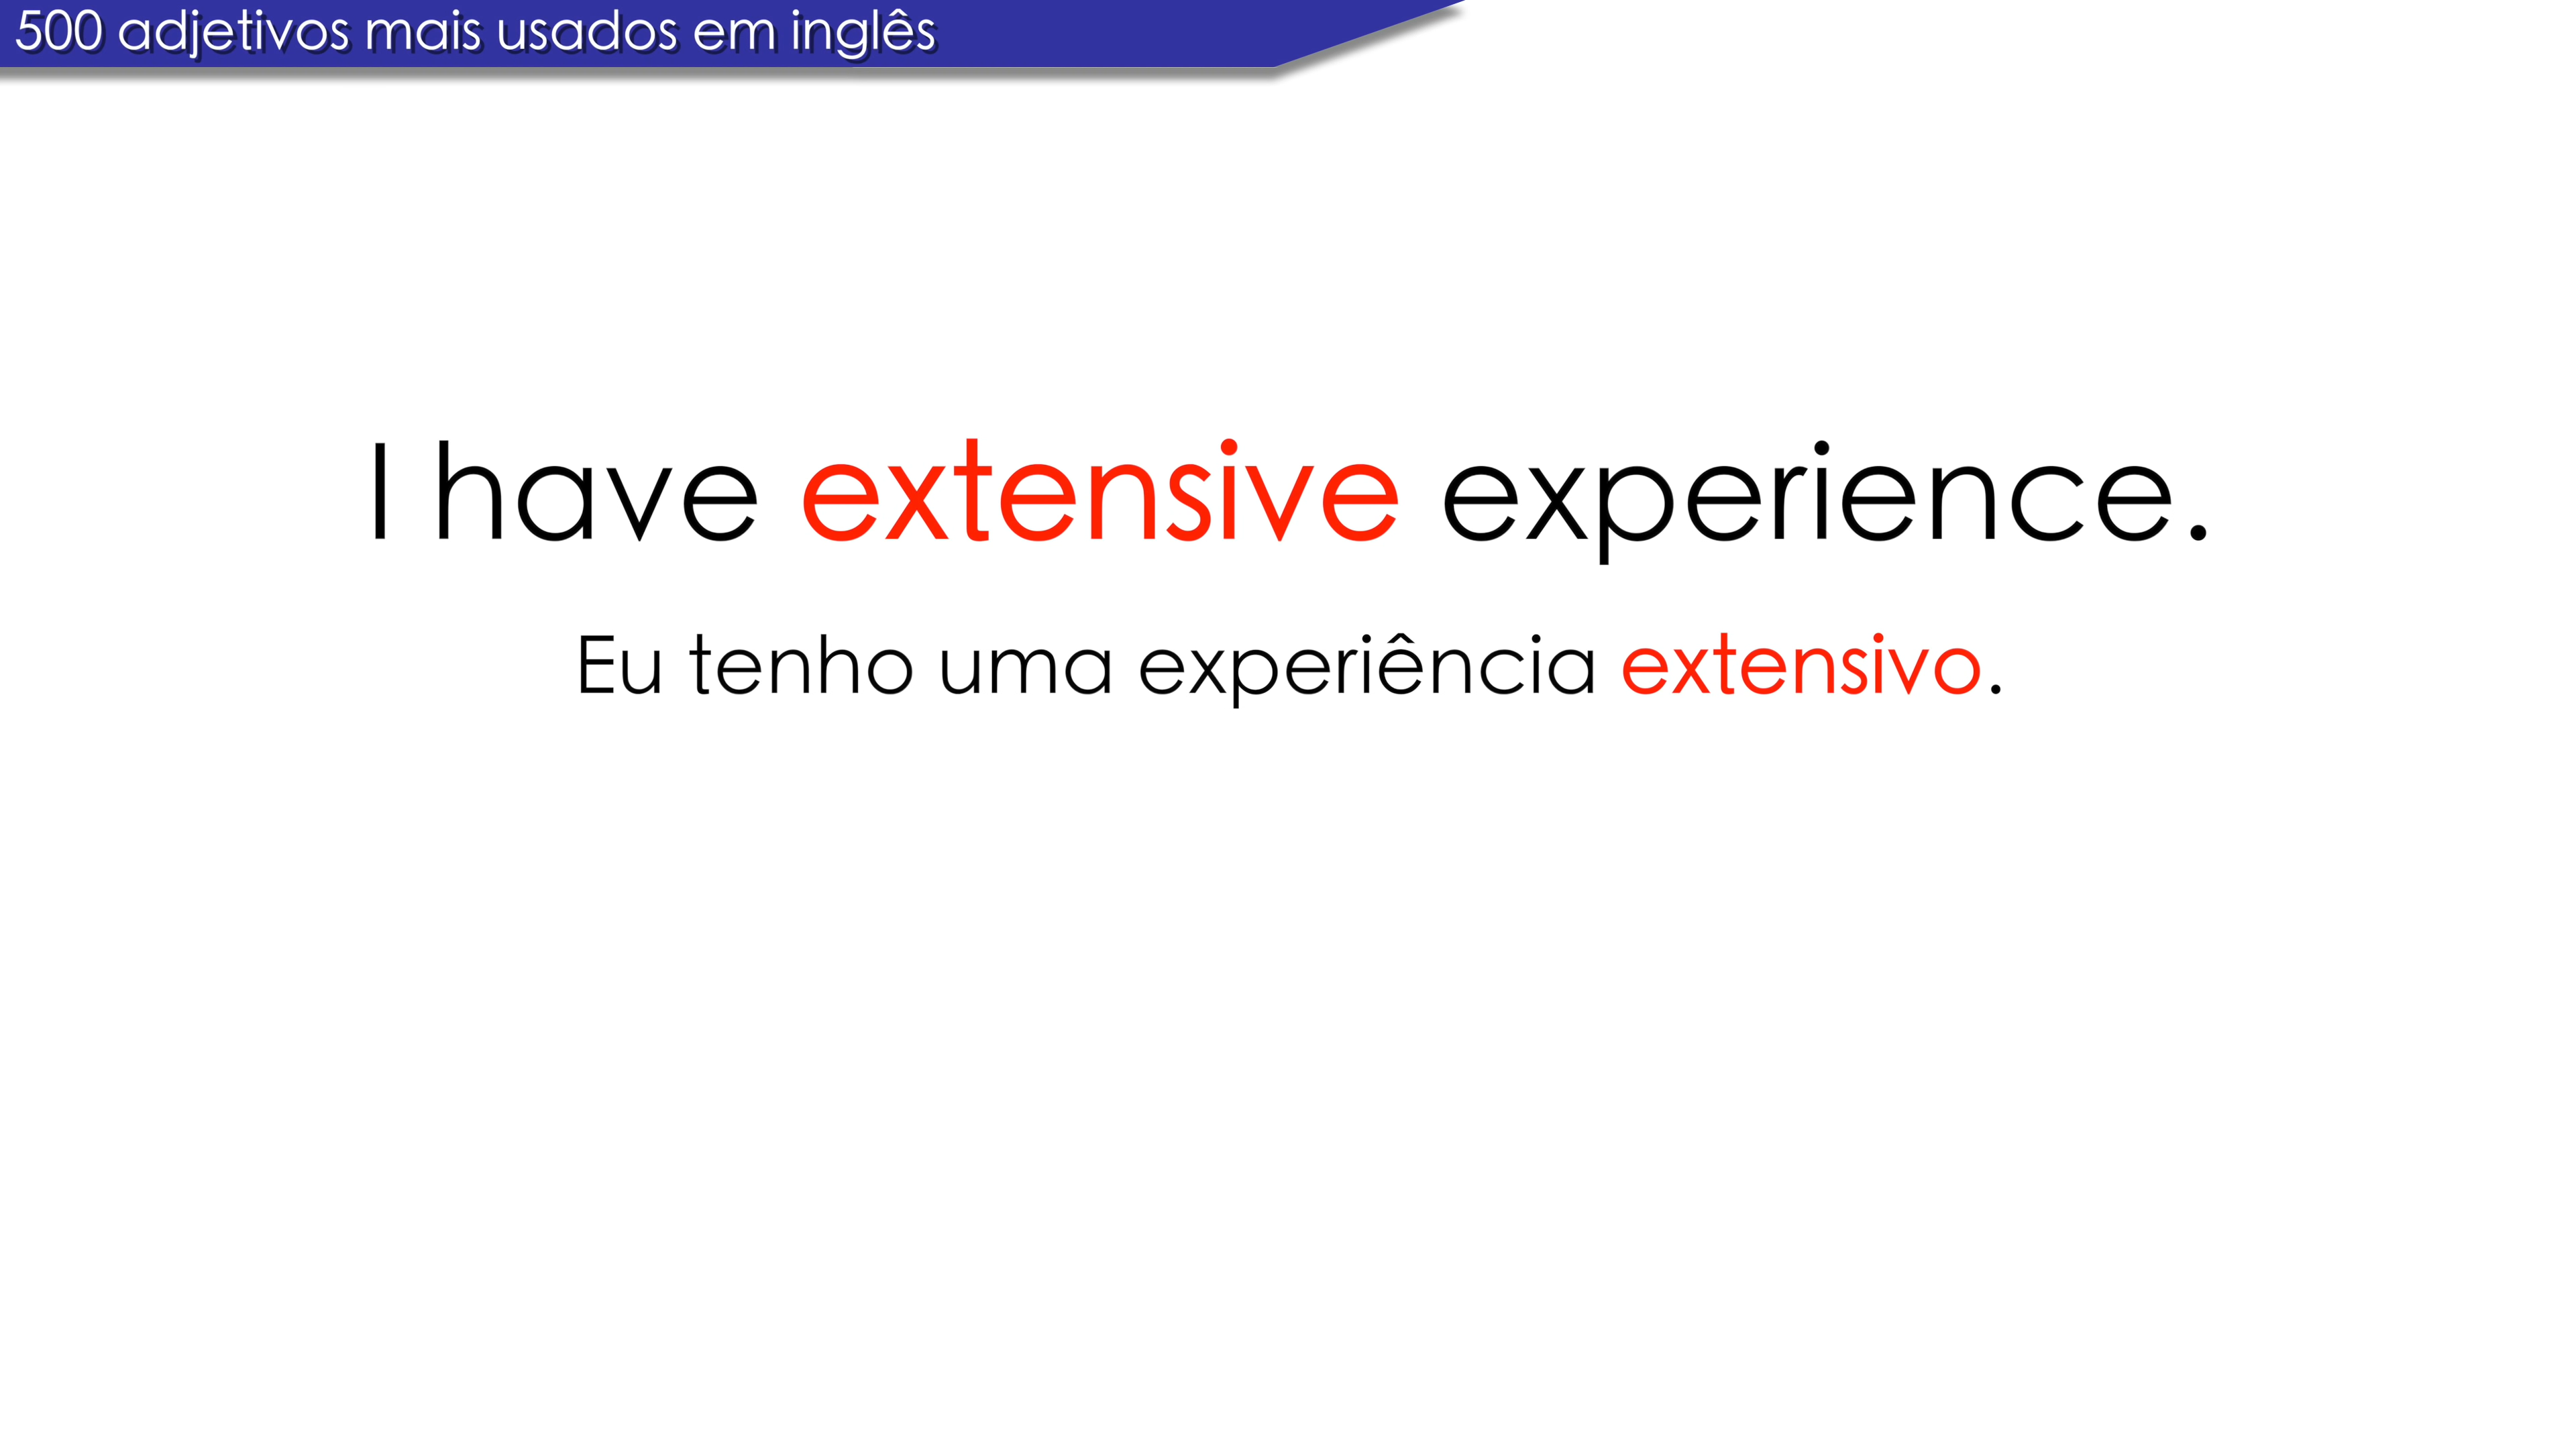 500 adjetivos mais usados em inglês
I have extensive experience.
Eu tenho uma experiência extensivo.